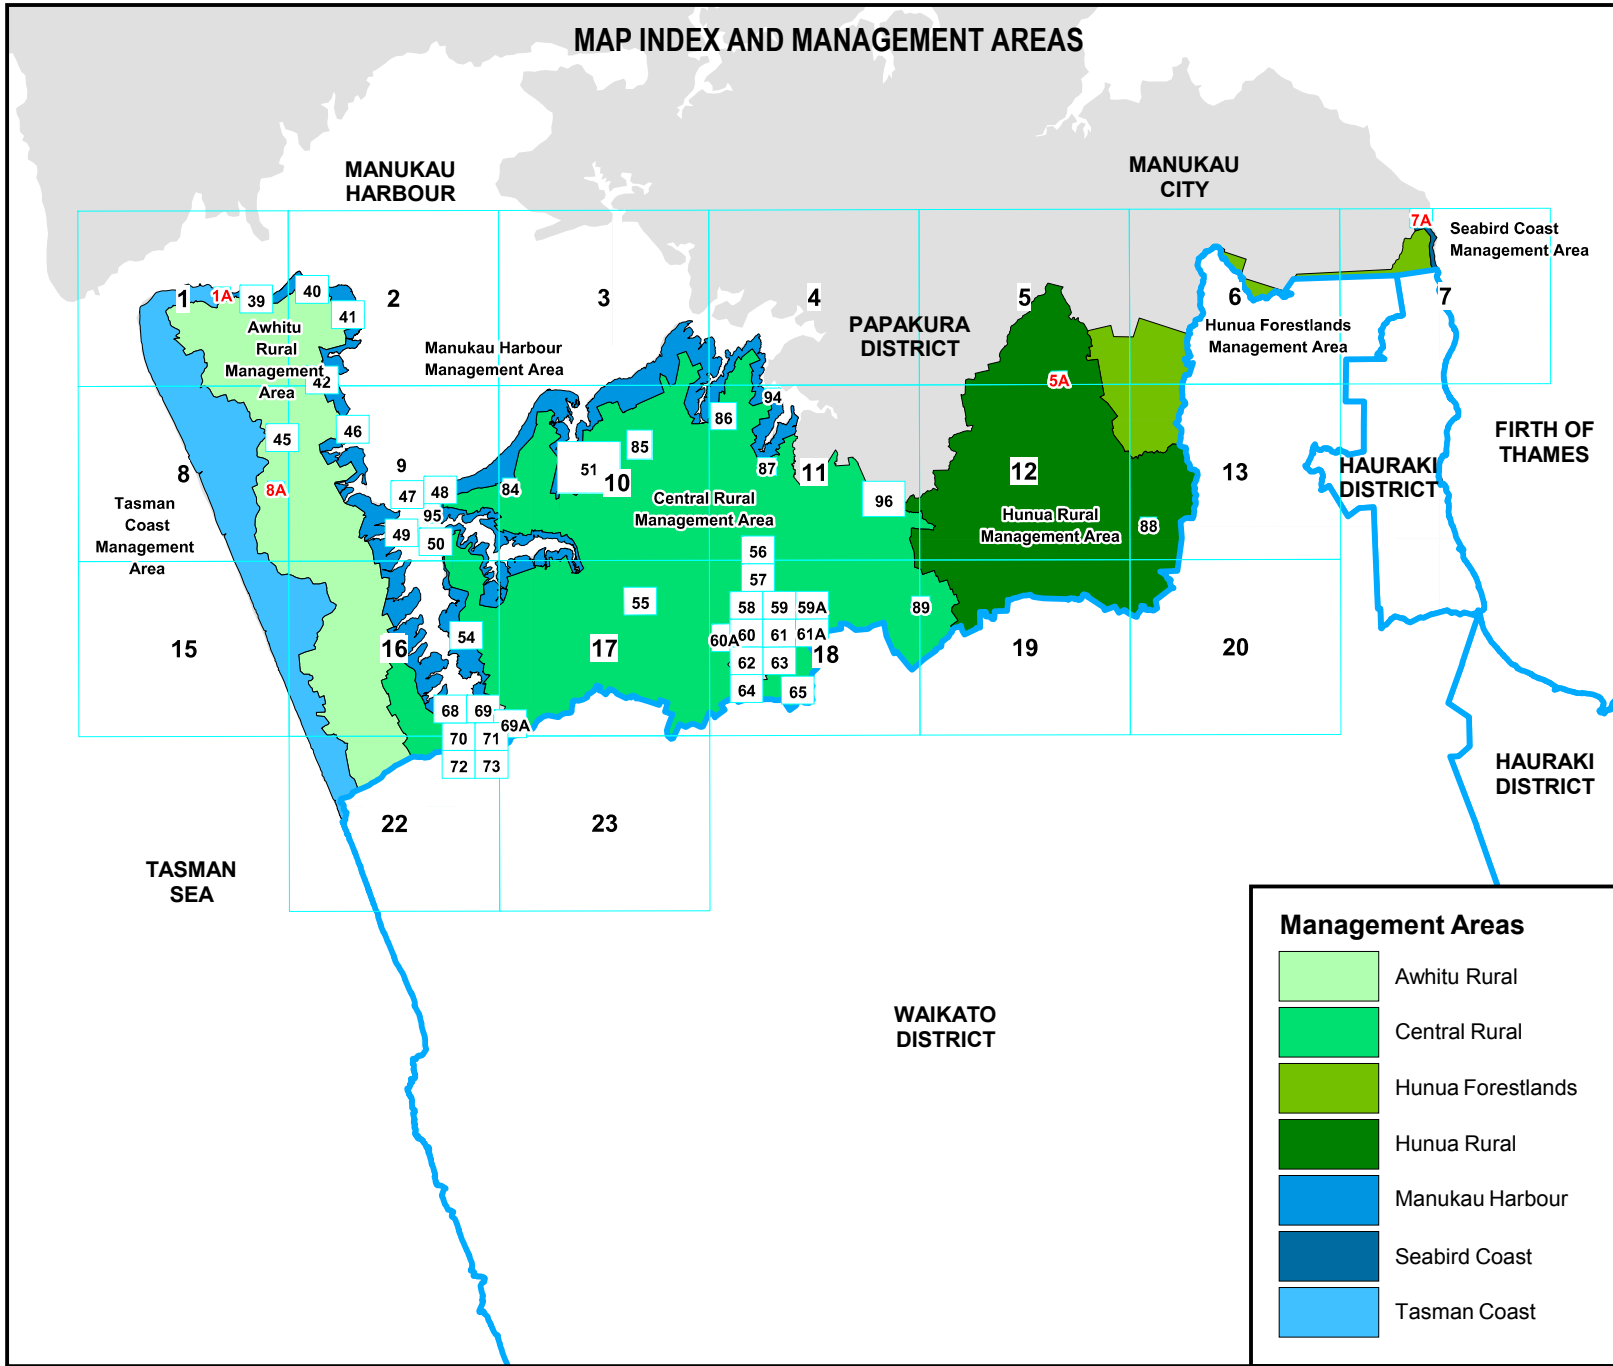 MAP INDEX AND MANAGEMENT AREAS
MANUKAU
HARBOUR
MANUKAU
CITY
7A
Seabird Coast
Management Area
1
1A
39
40
41
2
3
4
5
6
7
Awhitu
Rural
Management
Area
42
Manukau Harbour
Management Area
PAPAKURA
DISTRICT
Hunua Forestlands
Management Area
5A
45
46
86
94
85
51
10
87
11
96
8
8A
9
47
48
84
95
49
50
Tasman
Coast
Management
Area
Central Rural
Management Area
12
Hunua Rural
Management Area
88
13
HAURAKI
DISTRICT
FIRTH OF
THAMES
56
57
58
59
59A
60A
60
61
61A
62
63
64
65
18
89
15
16
54
55
17
19
20
68
69
69A
70
71
72
73
22
23
HAURAKI
DISTRICT
TASMAN
SEA
WAIKATO
DISTRICT
Management Areas
Awhitu Rural
Central Rural
Hunua Forestlands
Hunua Rural
Manukau Harbour
Seabird Coast
Tasman Coast